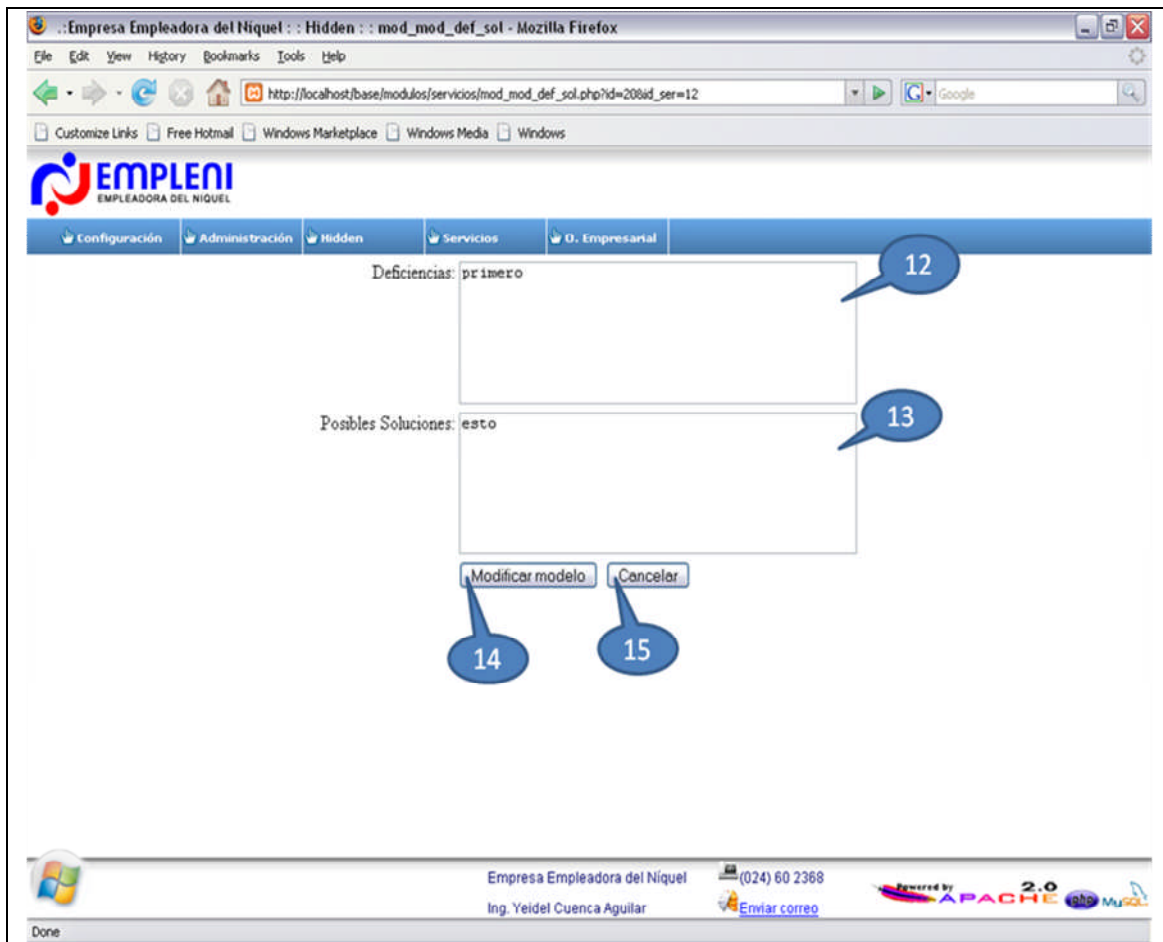 .:Empresa Empleadora del Níquel : : Hidden : : mod_mod_def_sol - Mozilla Firefox
File Edit View History Bookmarks Tools Help
http://localhost/base/modulos/servicios/mod_mod_def_sol.php?id=20&id_ser=12
G Google
Customize Links Free Hotmail Windows Marketplace Windows Media Windows
EMPLENI
EMPLEADORA DEL NIQUEL
Configuración Administración Hidden Servicios O. Empresarial
Deficiencias: primero
12
Posibles Soluciones: esto
13
Modificar modelo Cancelar
14 15
Empresa Empleadora del Níquel (024) 60 2368
Ing. Yeidel Cuenca Aguilar Enviar correo
Powered by APACHE 2.0 php MySQL
Done